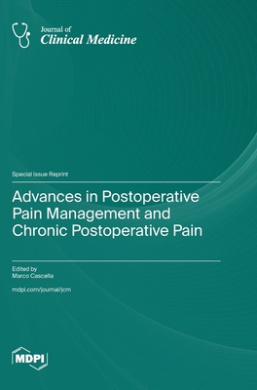 Journal of
Clinical Medicine
Special Issue Reprint
Advances in Postoperative
Pain Management and
Chronic Postoperative Pain
Edited by
Marco Cascella
mdpi.com/journal/jcm
MDPI